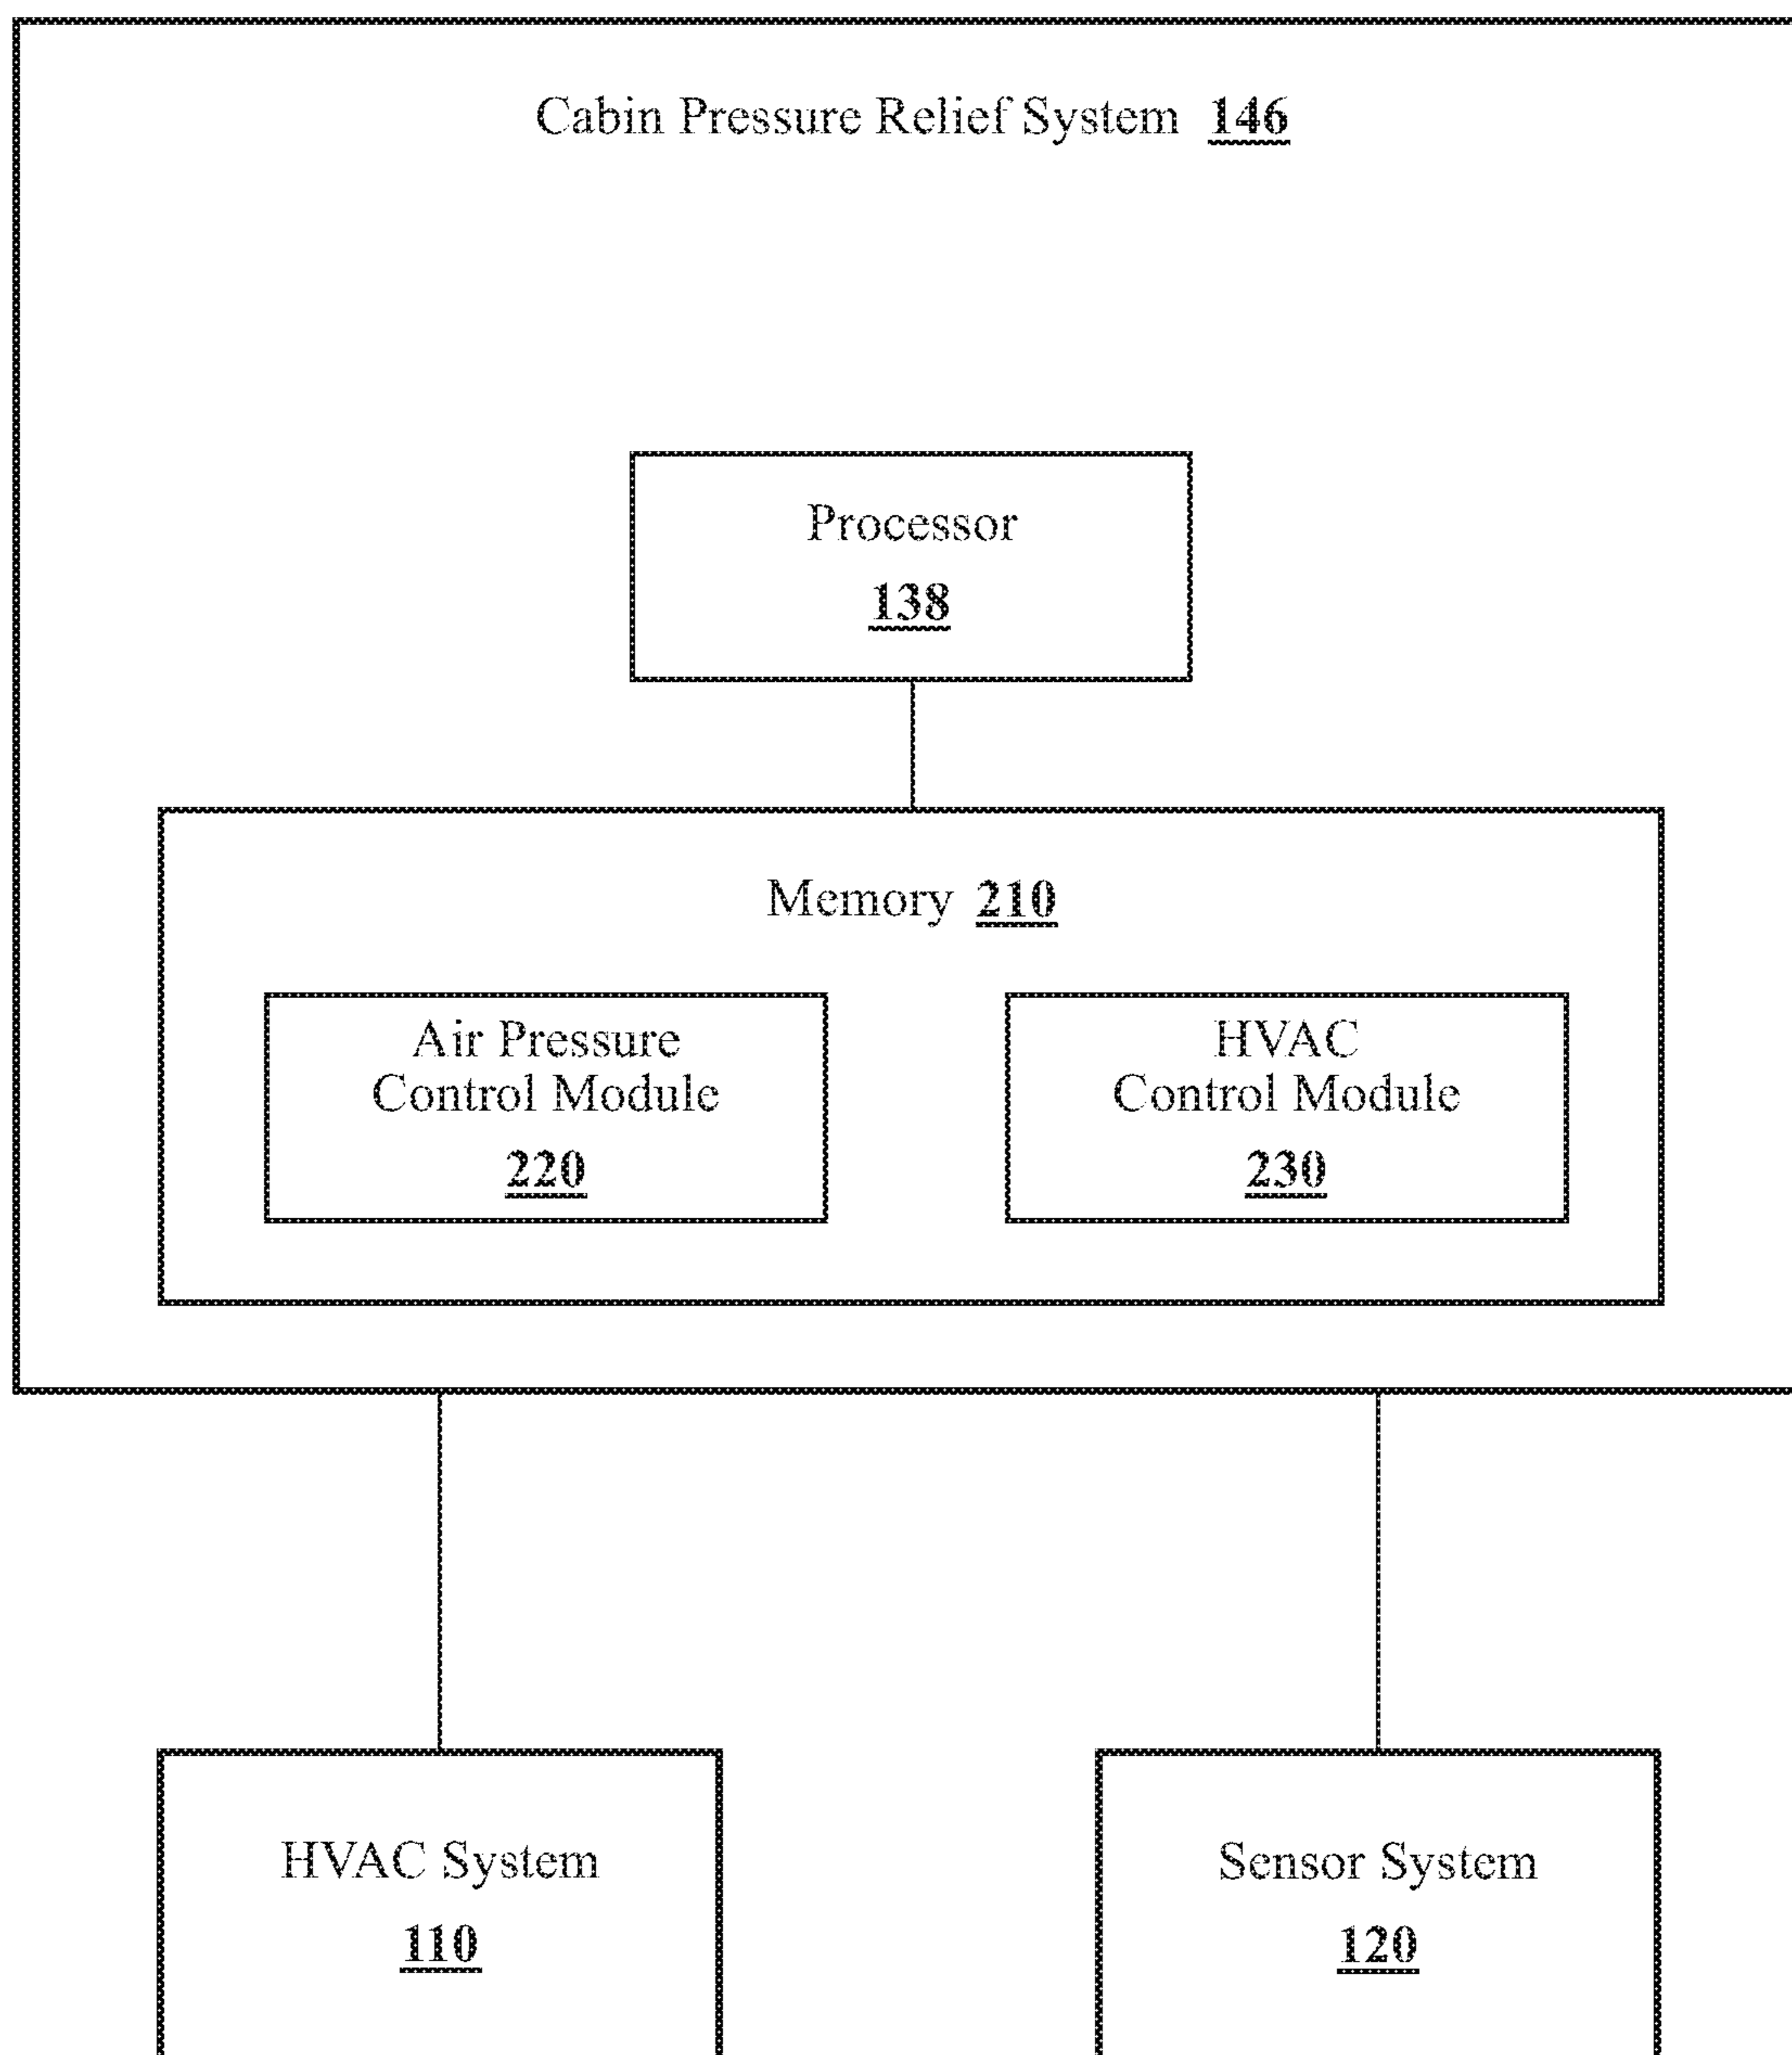 Cabin Pressure Relief System 146
Processor
138
Memory 210
Air Pressure
Control Module
220
HVAC
Control Module
230
HVAC System
110
Sensor System
120